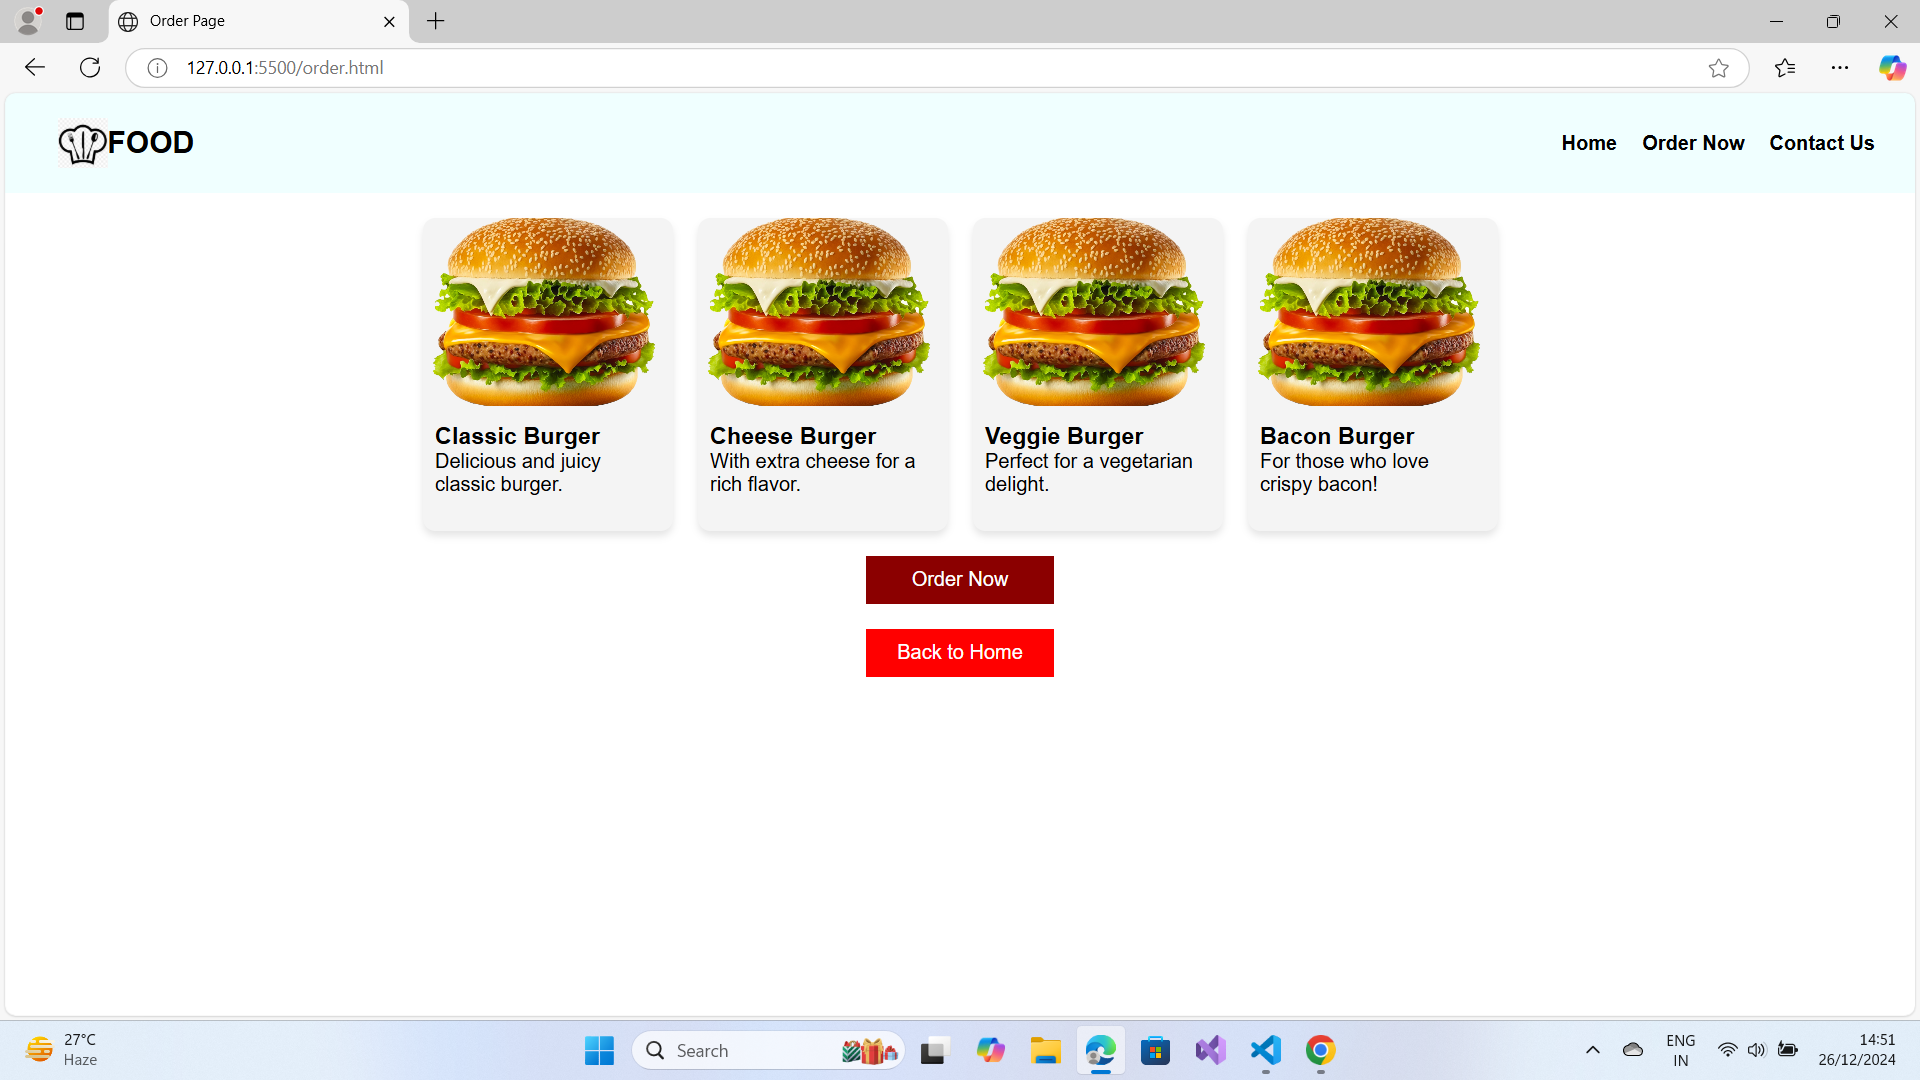 Order Page
127.0.0.1:5500/order.html
FOOD
Home Order Now Contact Us
Classic Burger
Delicious and juicy
classic burger.
Cheese Burger
With extra cheese for a
rich flavor.
Veggie Burger
Perfect for a vegetarian
delight.
Bacon Burger
For those who love
crispy bacon!
Order Now
Back to Home
27°C
Haze
Search
ENG
IN
14:51
26/12/2024